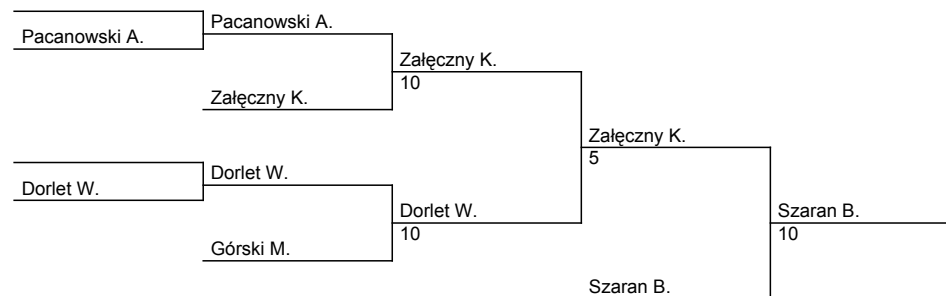 Pacanowski A.
Pacanowski A.
Załęczny K.
10
Załęczny K.
Załęczny K.
5
Dorlet W.
Dorlet W.
Dorlet W.
10
Szaran B.
10
Górski M.
Szaran B.